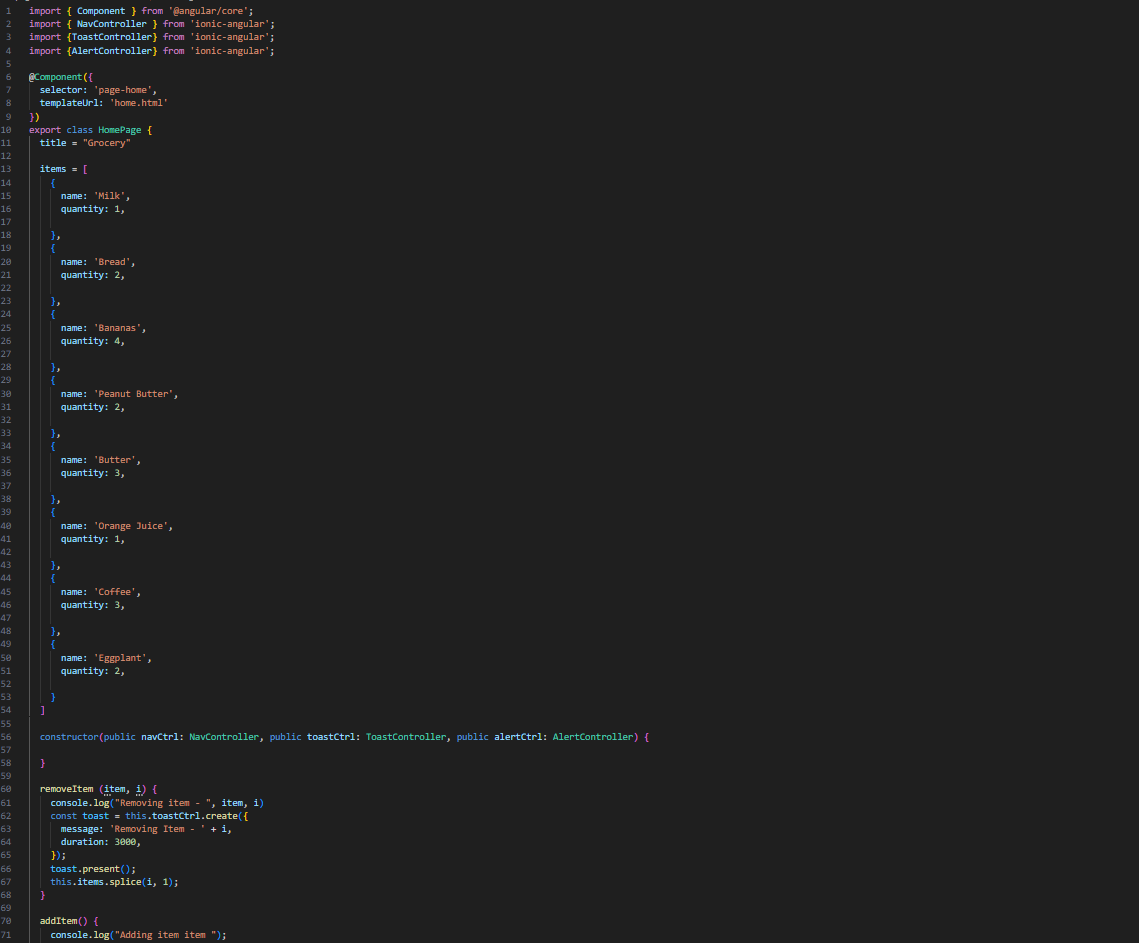 1 import { Component } from '@angular/core';
2 import { NavController } from 'ionic-angular';
3 import {ToastController} from 'ionic-angular';
4 import {AlertController} from 'ionic-angular';
5
6 @Component({
7   selector: 'page-home',
8   templateUrl: 'home.html'
9 })
10 export class HomePage {
11   title = "Grocery"
12
13   items = [
14     {
15       name: 'Milk',
16       quantity: 1,
17
18     },
19     {
20       name: 'Bread',
21       quantity: 2,
22
23     },
24     {
25       name: 'Bananas',
26       quantity: 4,
27
28     },
29     {
30       name: 'Peanut Butter',
31       quantity: 2,
32
33     },
34     {
35       name: 'Butter',
36       quantity: 3,
37
38     },
39     {
40       name: 'Orange Juice',
41       quantity: 1,
42
43     },
44     {
45       name: 'Coffee',
46       quantity: 3,
47
48     },
49     {
50       name: 'Eggplant',
51       quantity: 2,
52
53     }
54   ]
55
56   constructor(public navCtrl: NavController, public toastCtrl: ToastController, public alertCtrl: AlertController) {
57
58   }
59
60   removeItem (item, i) {
61     console.log("Removing item - ", item, i)
62     const toast = this.toastCtrl.create({
63       message: 'Removing Item - ' + i,
64       duration: 3000,
65     });
66     toast.present();
67     this.items.splice(i, 1);
68   }
69
70   addItem() {
71     console.log("Adding item item ");